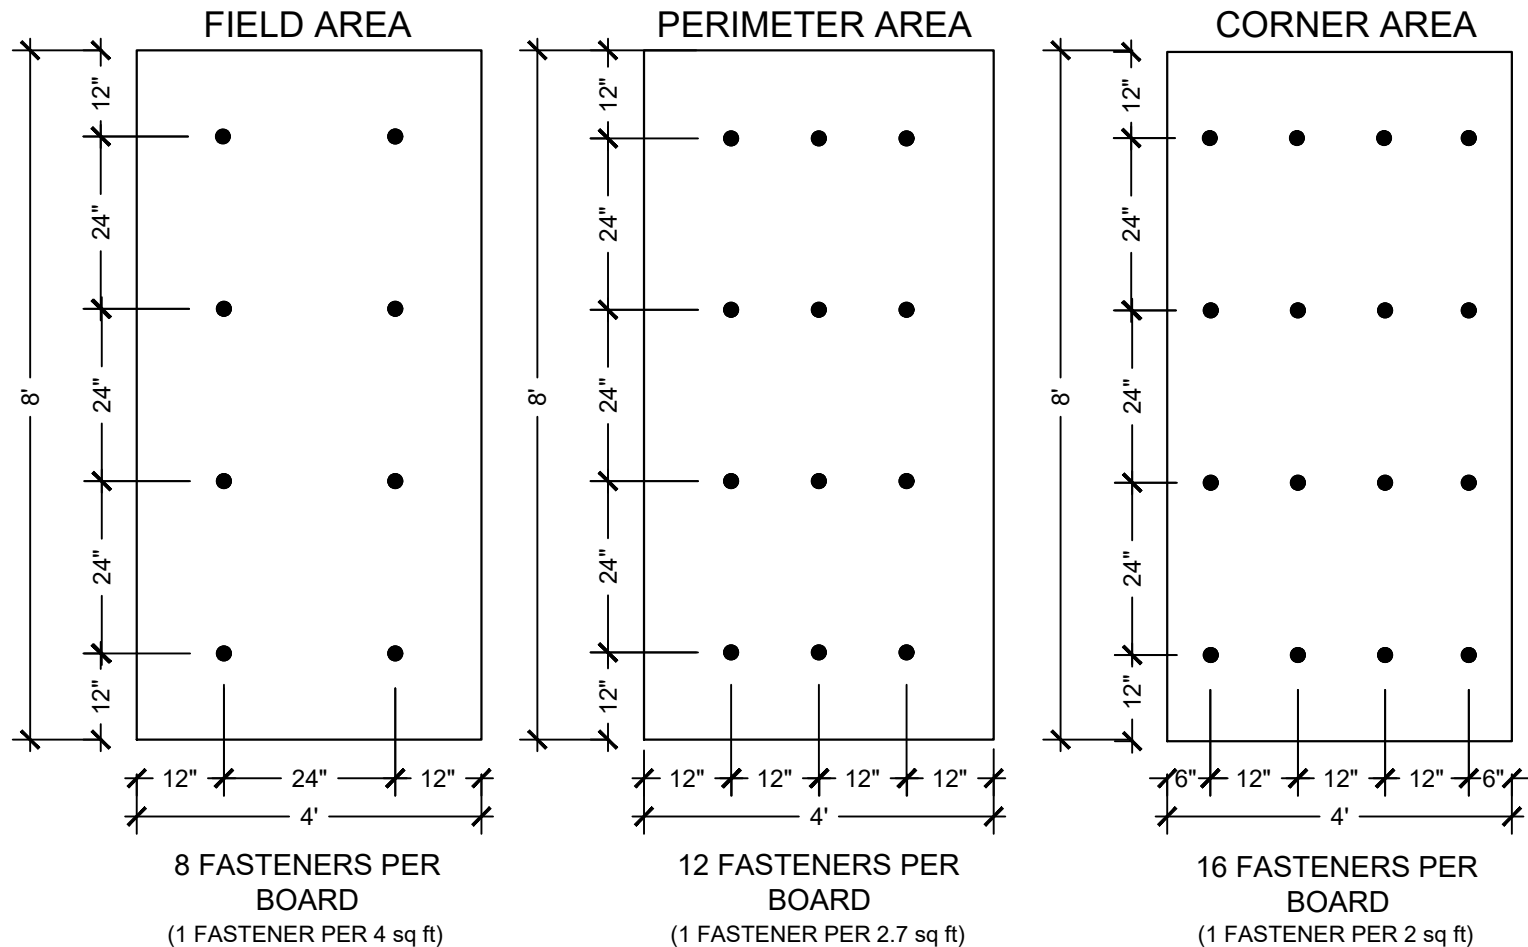 FIELD AREA
12"
24"
24"
24"
12"
8'
12" 24" 12"
4'
8 FASTENERS PER
BOARD
(1 FASTENER PER 4 sq ft)
PERIMETER AREA
12"
24"
24"
24"
12"
8'
12" 12" 12" 12"
4'
12 FASTENERS PER
BOARD
(1 FASTENER PER 2.7 sq ft)
CORNER AREA
12"
24"
24"
24"
12"
8'
6" 12" 12" 12" 6"
4'
16 FASTENERS PER
BOARD
(1 FASTENER PER 2 sq ft)